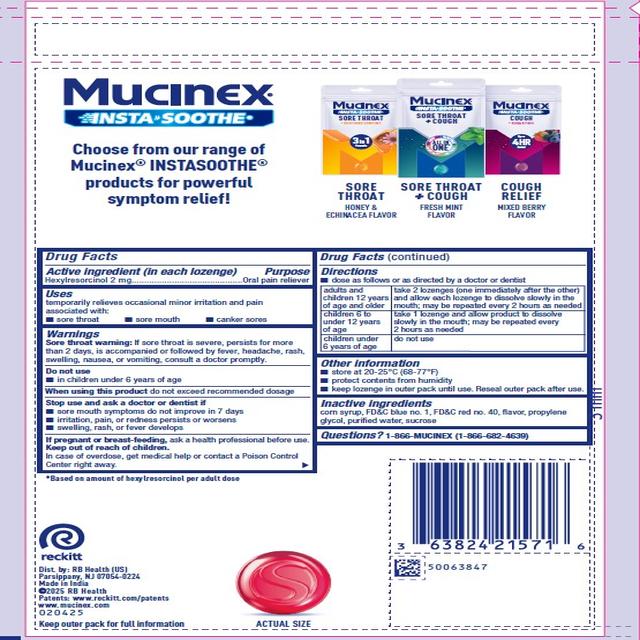 Mucinex®
INSTA»SOOTHE®
Choose from our range of
Mucinex® INSTASOOTHE®
products for powerful
symptom relief!
Mucinex
INSTA»SOOTHE
SORE THROAT
3in1
Mucinex
INSTA»SOOTHE
SORE THROAT
+ COUGH
ALL IN
ONE
Mucinex
INSTA»SOOTHE
COUGH
4HR
SORE
THROAT
HONEY &
ECHINACEA FLAVOR
SORE THROAT
+ COUGH
FRESH MINT
FLAVOR
COUGH
RELIEF
MIXED BERRY
FLAVOR
Drug Facts
Active ingredient (in each lozenge) Purpose
Hexylresorcinol 2 mg..........................................Oral pain reliever
Uses
temporarily relieves occasional minor irritation and pain
associated with:
■ sore throat ■ sore mouth ■ canker sores
Warnings
Sore throat warning: If sore throat is severe, persists for more
than 2 days, is accompanied or followed by fever, headache, rash,
swelling, nausea, or vomiting, consult a doctor promptly.
Do not use
■ in children under 6 years of age
When using this product do not exceed recommended dosage
Stop use and ask a doctor or dentist if
■ sore mouth symptoms do not improve in 7 days
■ irritation, pain, or redness persists or worsens
■ swelling, rash, or fever develops
If pregnant or breast-feeding, ask a health professional before use.
Keep out of reach of children.
In case of overdose, get medical help or contact a Poison Control
Center right away. ▶
*Based on amount of hexylresorcinol per adult dose
Drug Facts (continued)
Directions
■ dose as follows or as directed by a doctor or dentist
adults and
children 12 years
of age and older
take 2 lozenges (one immediately after the other)
and allow each lozenge to dissolve slowly in the
mouth; may be repeated every 2 hours as needed
children 6 to
under 12 years
of age
take 1 lozenge and allow product to dissolve
slowly in the mouth; may be repeated every
2 hours as needed
children under
6 years of age
do not use
Other information
■ store at 20-25°C (68-77°F)
■ protect contents from humidity
■ keep lozenge in outer pack until use. Reseal outer pack after use.
Inactive ingredients
corn syrup, FD&C blue no. 1, FD&C red no. 40, flavor, propylene
glycol, purified water, sucrose
Questions? 1-866-MUCINEX (1-866-682-4639)
3 63824 21571 6
50063847
reckitt
Dist. by: RB Health (US)
Parsippany, NJ 07054-0224
Made in India
©2025 RB Health
Patents: www.reckitt.com/patents
www.mucinex.com
020425
Keep outer pack for full information
ACTUAL SIZE